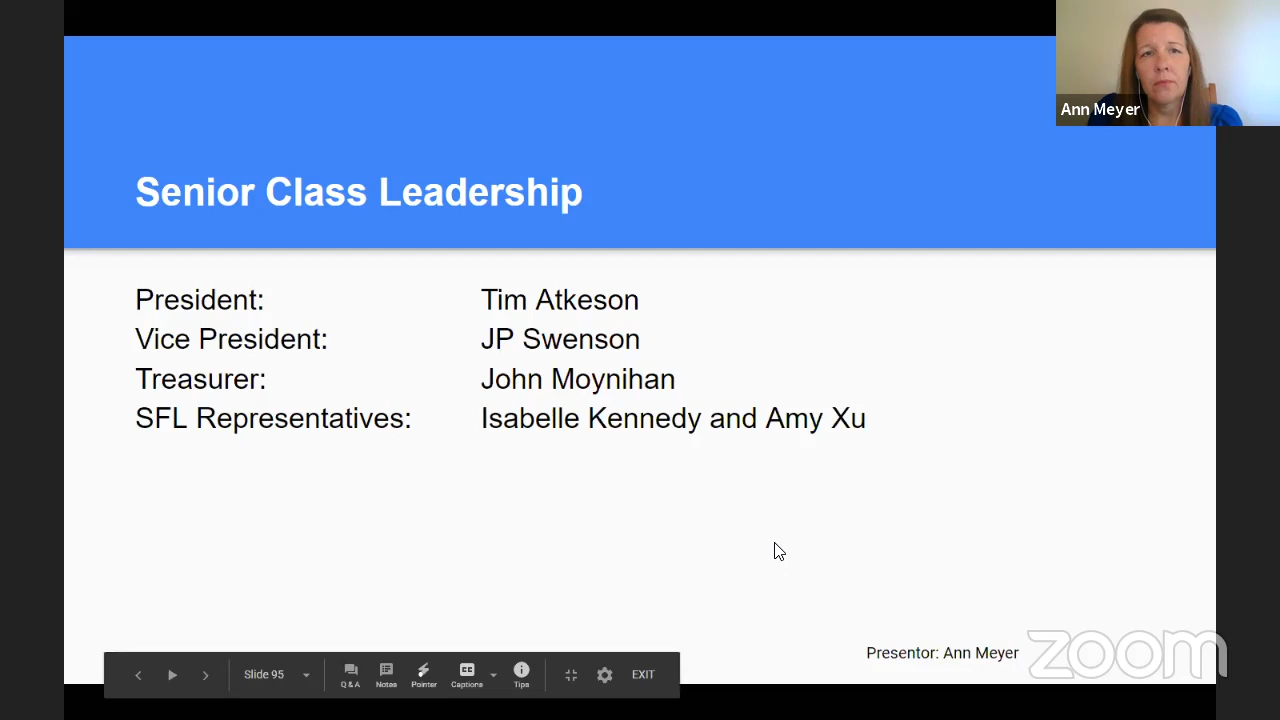 Ann Meyer
Senior Class Leadership
President: Tim Atkeson
Vice President: JP Swenson
Treasurer: John Moynihan
SFL Representatives: Isabelle Kennedy and Amy Xu
Presentor: Ann Meyer
zoom
Slide 95 Q & A Notes Pointer Captions Tips EXIT